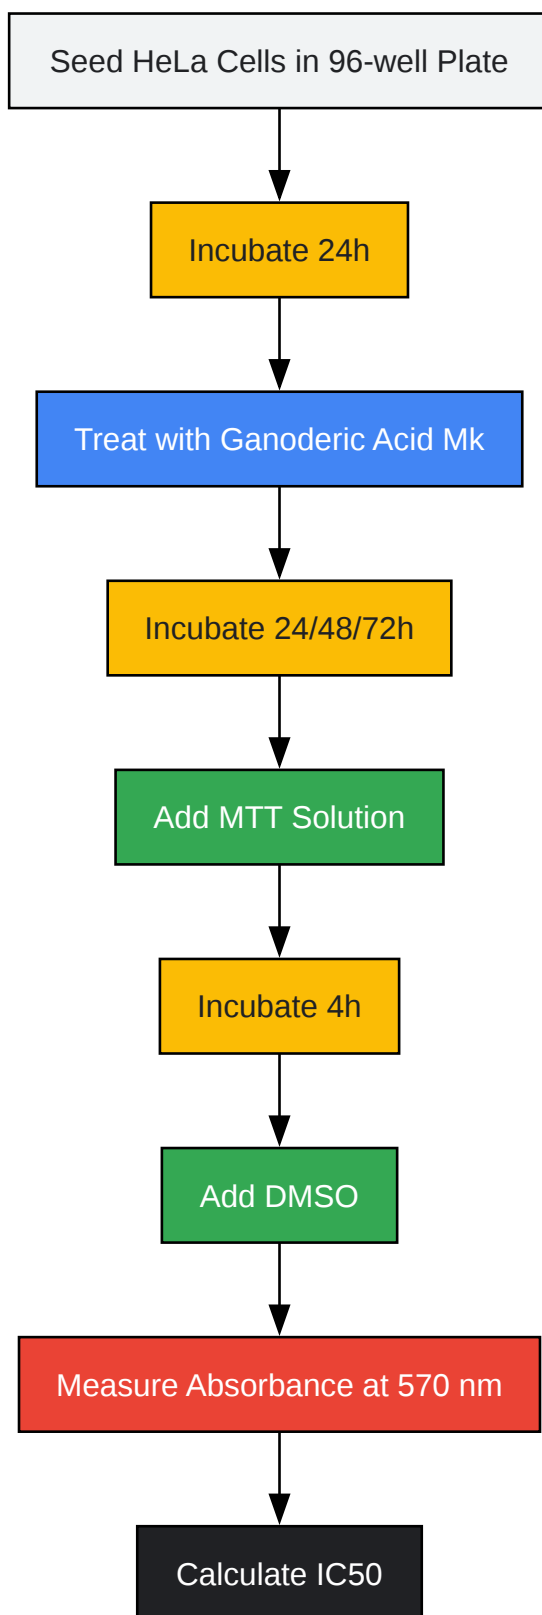 Seed HeLa Cells in 96-well Plate
Incubate 24h
Treat with Ganoderic Acid Mk
Incubate 24/48/72h
Add MTT Solution
Incubate 4h
Add DMSO
Measure Absorbance at 570 nm
Calculate IC50